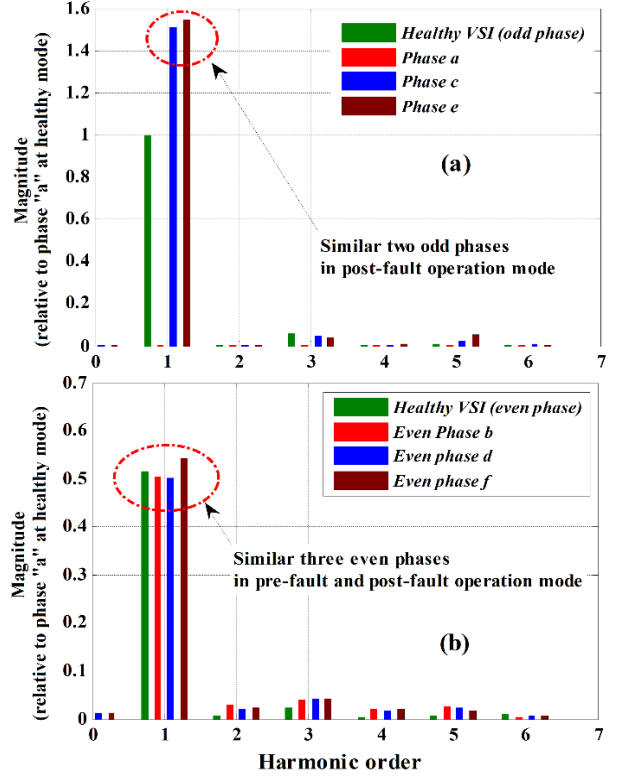 Magnitude
(relative to phase "a" at healthy mode)
1.6
1.4
1.2
1
0.8
0.6
0.4
0.2
0
Healthy VSI (odd phase)
Phase a
Phase c
Phase e
(a)
Similar two odd phases
in post-fault operation mode
0 1 2 3 4 5 6 7
Magnitude
(relative to phase "a" at healthy mode)
0.7
0.6
0.5
0.4
0.3
0.2
0.1
0
Healthy VSI (even phase)
Even Phase b
Even phase d
Even phase f
Similar three even phases
in pre-fault and post-fault operation mode
(b)
0 1 2 3 4 5 6 7
Harmonic order